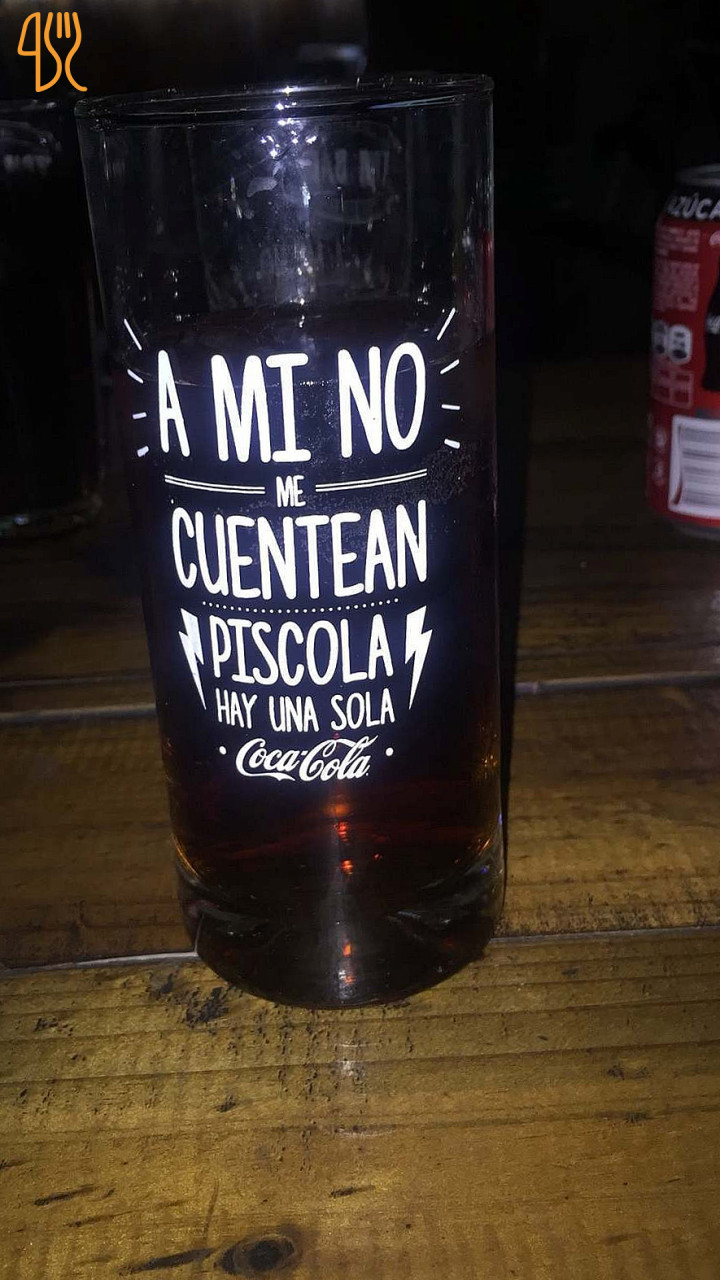 A MI NO
ME
CUENTEAN
PISCOLA
HAY UNA SOLA
Coca-Cola